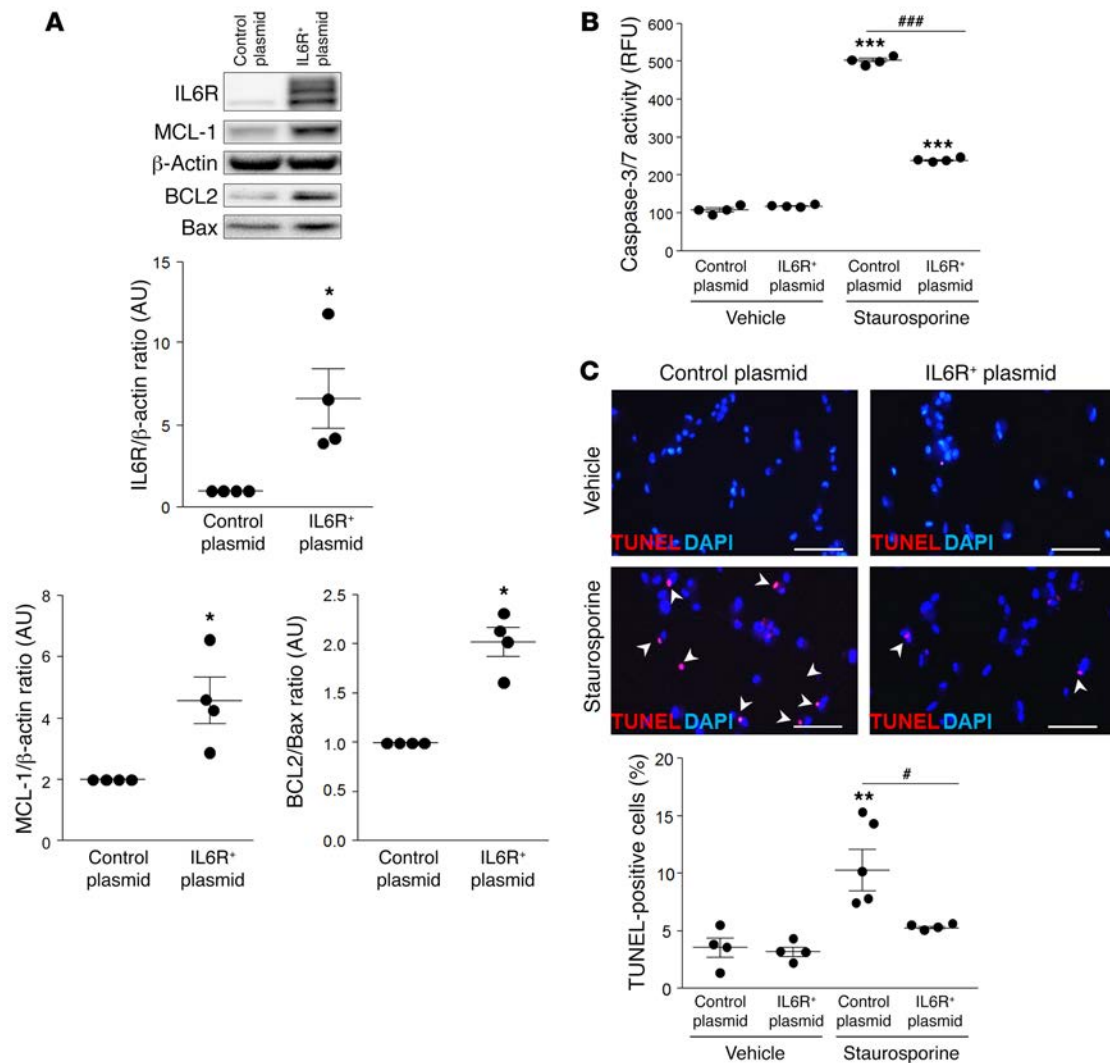 A
Control
plasmid
IL6R⁺
plasmid
IL6R
MCL-1
β-Actin
BCL2
Bax
IL6R/β-actin ratio (AU)
15
10
5
0
*
Control
plasmid
IL6R⁺
plasmid
MCL-1/β-actin ratio (AU)
8
6
4
2
0
*
Control
plasmid
IL6R⁺
plasmid
BCL2/Bax ratio (AU)
2.5
2.0
1.5
1.0
0.5
0.0
*
Control
plasmid
IL6R⁺
plasmid
B
Caspase-3/7 activity (RFU)
600
500
400
300
200
100
0
###
***
***
Control
plasmid
IL6R⁺
plasmid
Control
plasmid
IL6R⁺
plasmid
Vehicle
Staurosporine
C
Control plasmid
IL6R⁺ plasmid
Vehicle
TUNEL DAPI
TUNEL DAPI
Staurosporine
TUNEL DAPI
TUNEL DAPI
TUNEL-positive cells (%)
20
15
10
5
0
#
**
Control
plasmid
IL6R⁺
plasmid
Control
plasmid
IL6R⁺
plasmid
Vehicle
Staurosporine